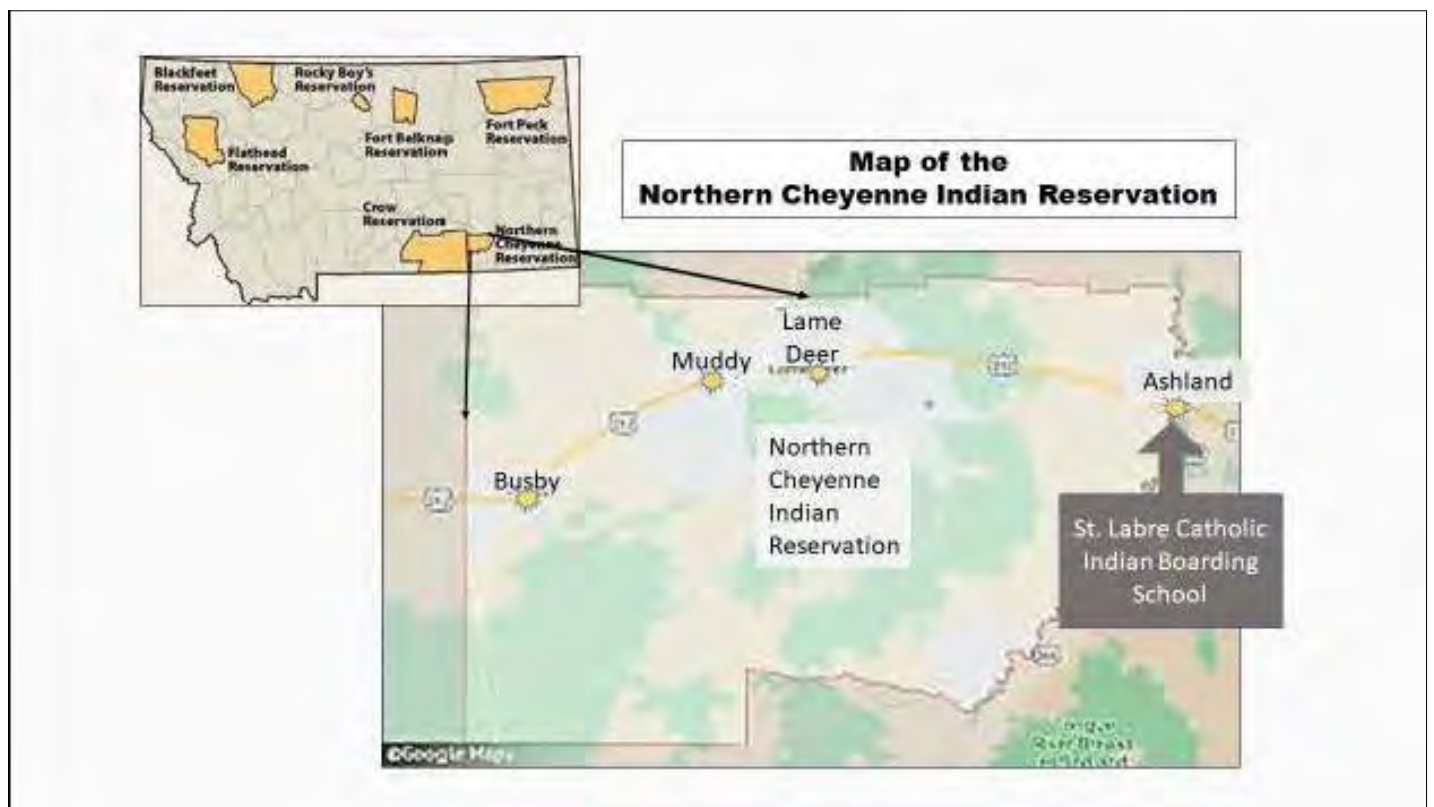 Blackfeet
Reservation
Rocky Boy's
Reservation
Fort Belknap
Reservation
Fort Peck
Reservation
Flathead
Reservation
Crow
Reservation
Northern
Cheyenne
Reservation
Map of the
Northern Cheyenne Indian Reservation
Lame
Deer
Muddy
Ashland
Busby
Northern
Cheyenne
Indian
Reservation
St. Labre Catholic
Indian Boarding
School
©Google Maps